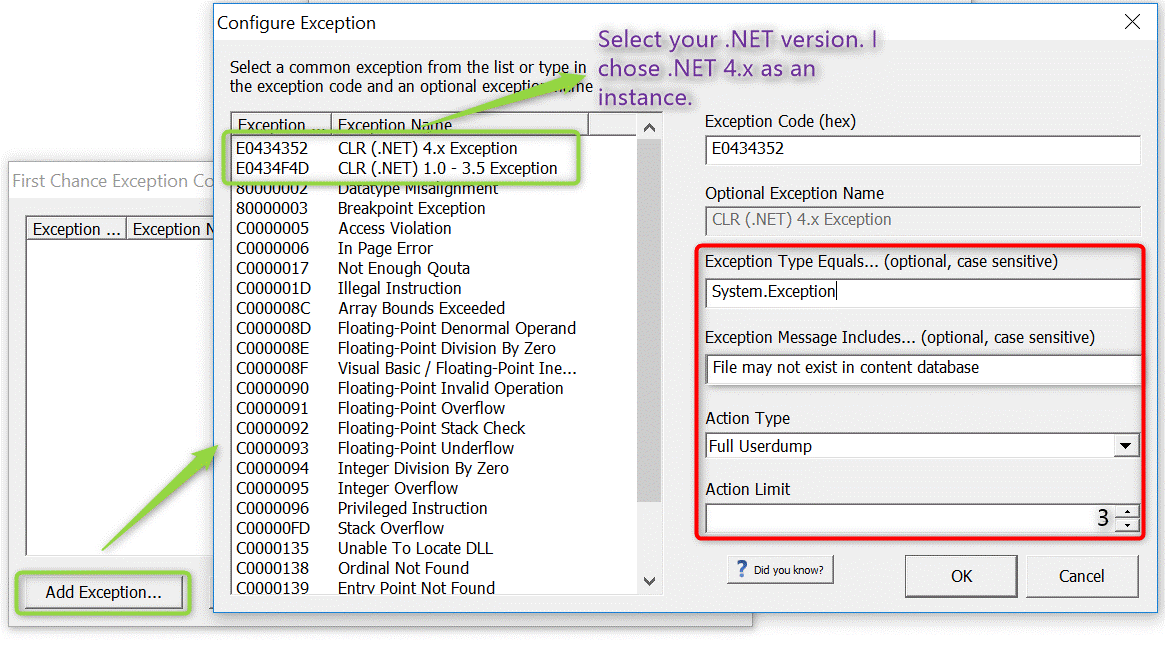 Configure Exception
Select your .NET version. I
chose .NET 4.x as an
instance.
Select a common exception from the list or type in
the exception code and an optional exception name
Exception ... Exception Name
E0434352 CLR (.NET) 4.x Exception
E0434F4D CLR (.NET) 1.0 - 3.5 Exception
80000002 Datatype Misalignment
80000003 Breakpoint Exception
C0000005 Access Violation
C0000006 In Page Error
C0000017 Not Enough Qouta
C000001D Illegal Instruction
C000008C Array Bounds Exceeded
C000008D Floating-Point Denormal Operand
C000008E Floating-Point Division By Zero
C000008F Visual Basic / Floating-Point Ine...
C0000090 Floating-Point Invalid Operation
C0000091 Floating-Point Overflow
C0000092 Floating-Point Stack Check
C0000093 Floating-Point Underflow
C0000094 Integer Division By Zero
C0000095 Integer Overflow
C0000096 Privileged Instruction
C00000FD Stack Overflow
C0000135 Unable To Locate DLL
C0000138 Ordinal Not Found
C0000139 Entry Point Not Found
Exception Code (hex)
E0434352
Optional Exception Name
CLR (.NET) 4.x Exception
Exception Type Equals... (optional, case sensitive)
System.Exception
Exception Message Includes... (optional, case sensitive)
File may not exist in content database
Action Type
Full Userdump
Action Limit
3
? Did you know?
OK
Cancel
First Chance Exception Co
Exception ... Exception N
Add Exception...